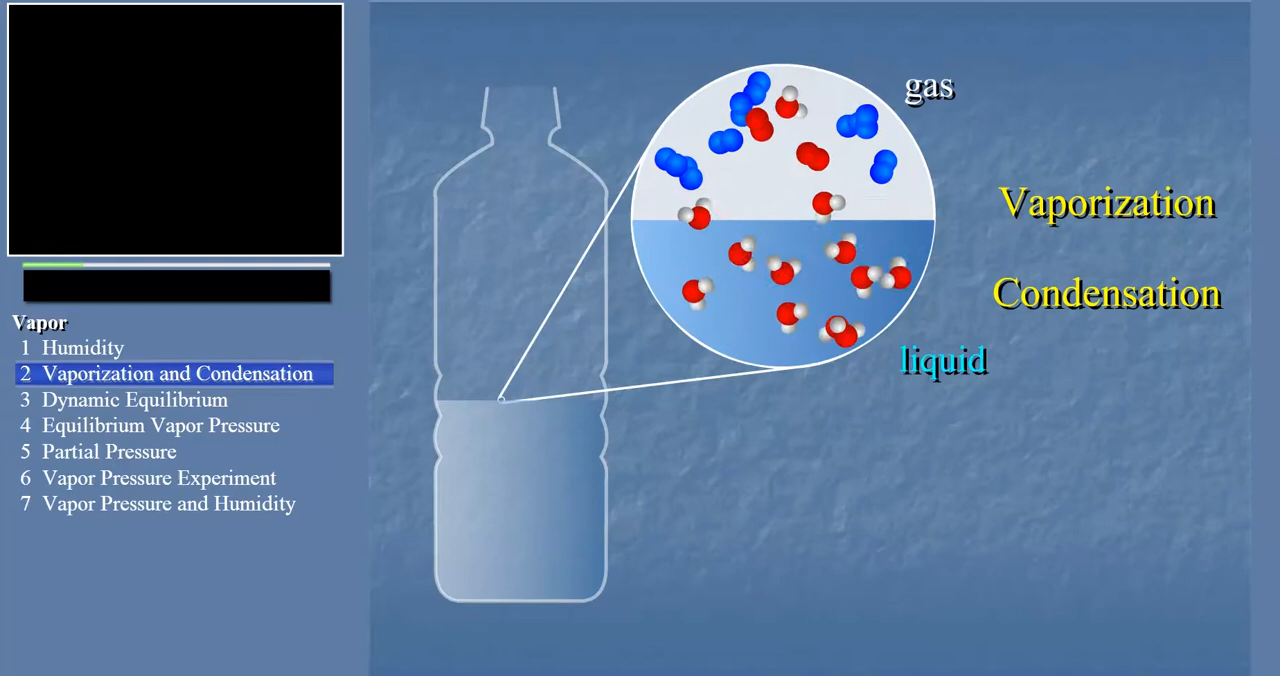 Vapor
1 Humidity
2 Vaporization and Condensation
3 Dynamic Equilibrium
4 Equilibrium Vapor Pressure
5 Partial Pressure
6 Vapor Pressure Experiment
7 Vapor Pressure and Humidity
gas
Vaporization
Condensation
liquid